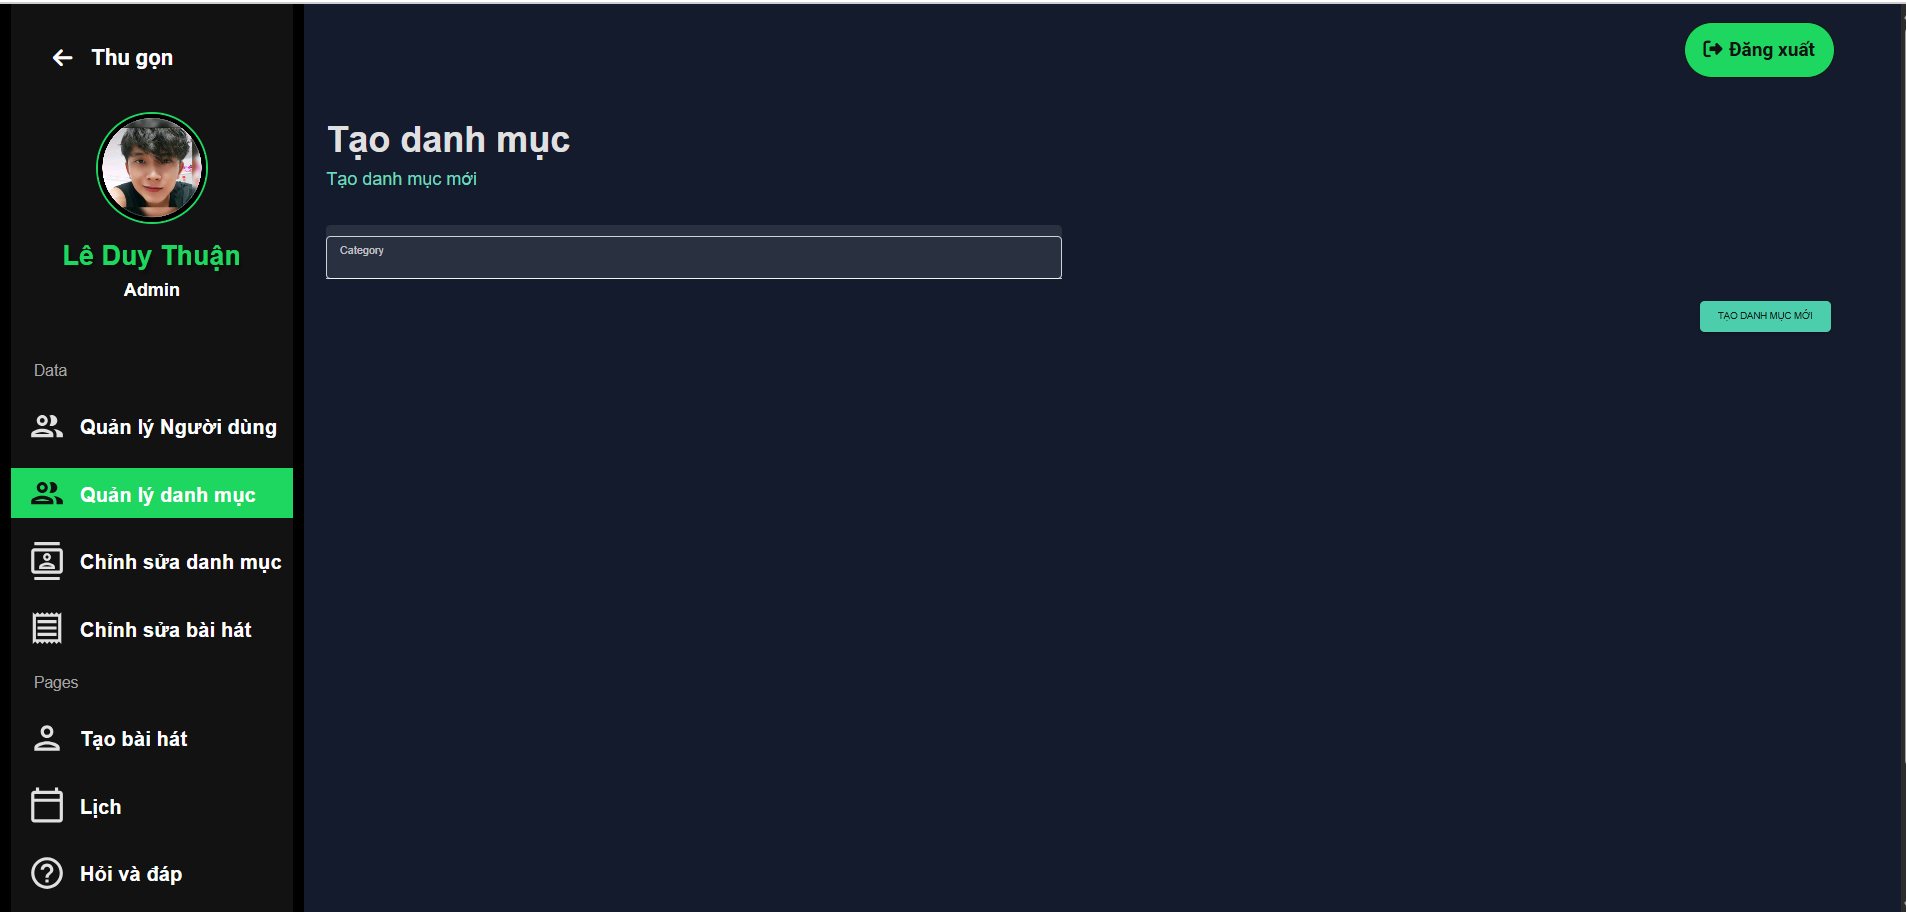 Thu gọn
Lê Duy Thuận
Admin
Data
Quản lý Người dùng
Quản lý danh mục
Chỉnh sửa danh mục
Chỉnh sửa bài hát
Pages
Tạo bài hát
Lịch
Hỏi và đáp
Đăng xuất
Tạo danh mục
Tạo danh mục mới
Category
TẠO DANH MỤC MỚI